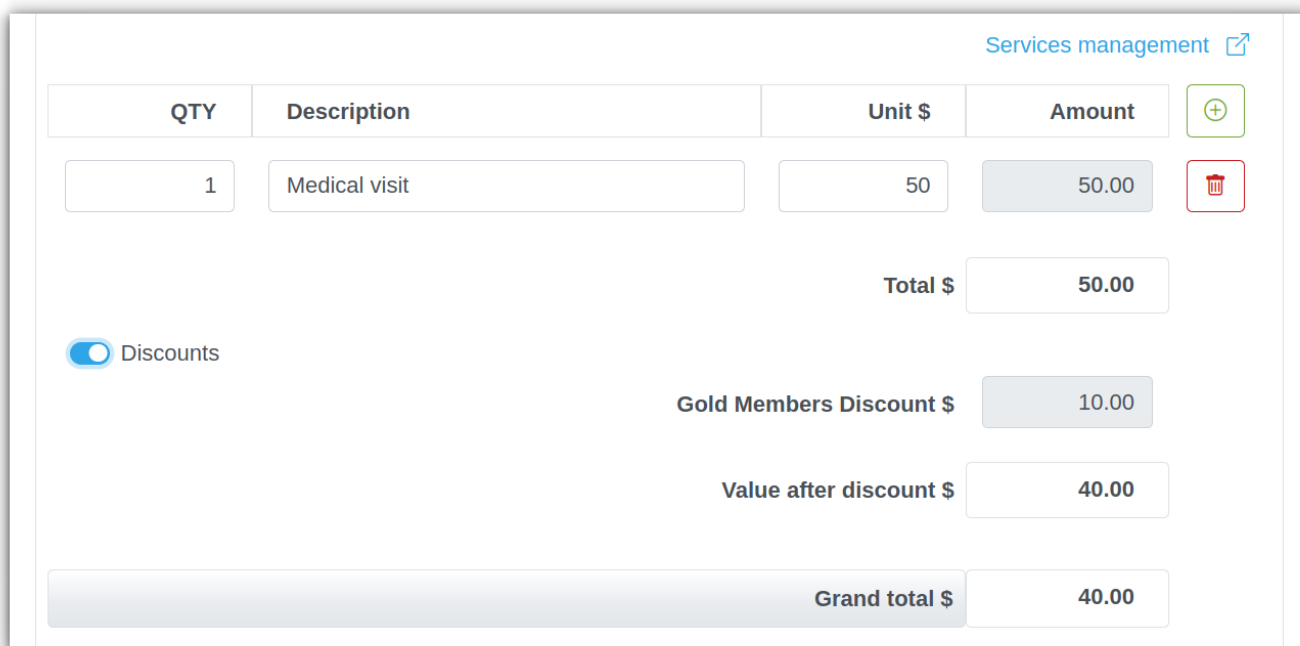 Services management
QTY Description Unit $ Amount
1 Medical visit 50 50.00
Total $ 50.00
Discounts
Gold Members Discount $ 10.00
Value after discount $ 40.00
Grand total $ 40.00